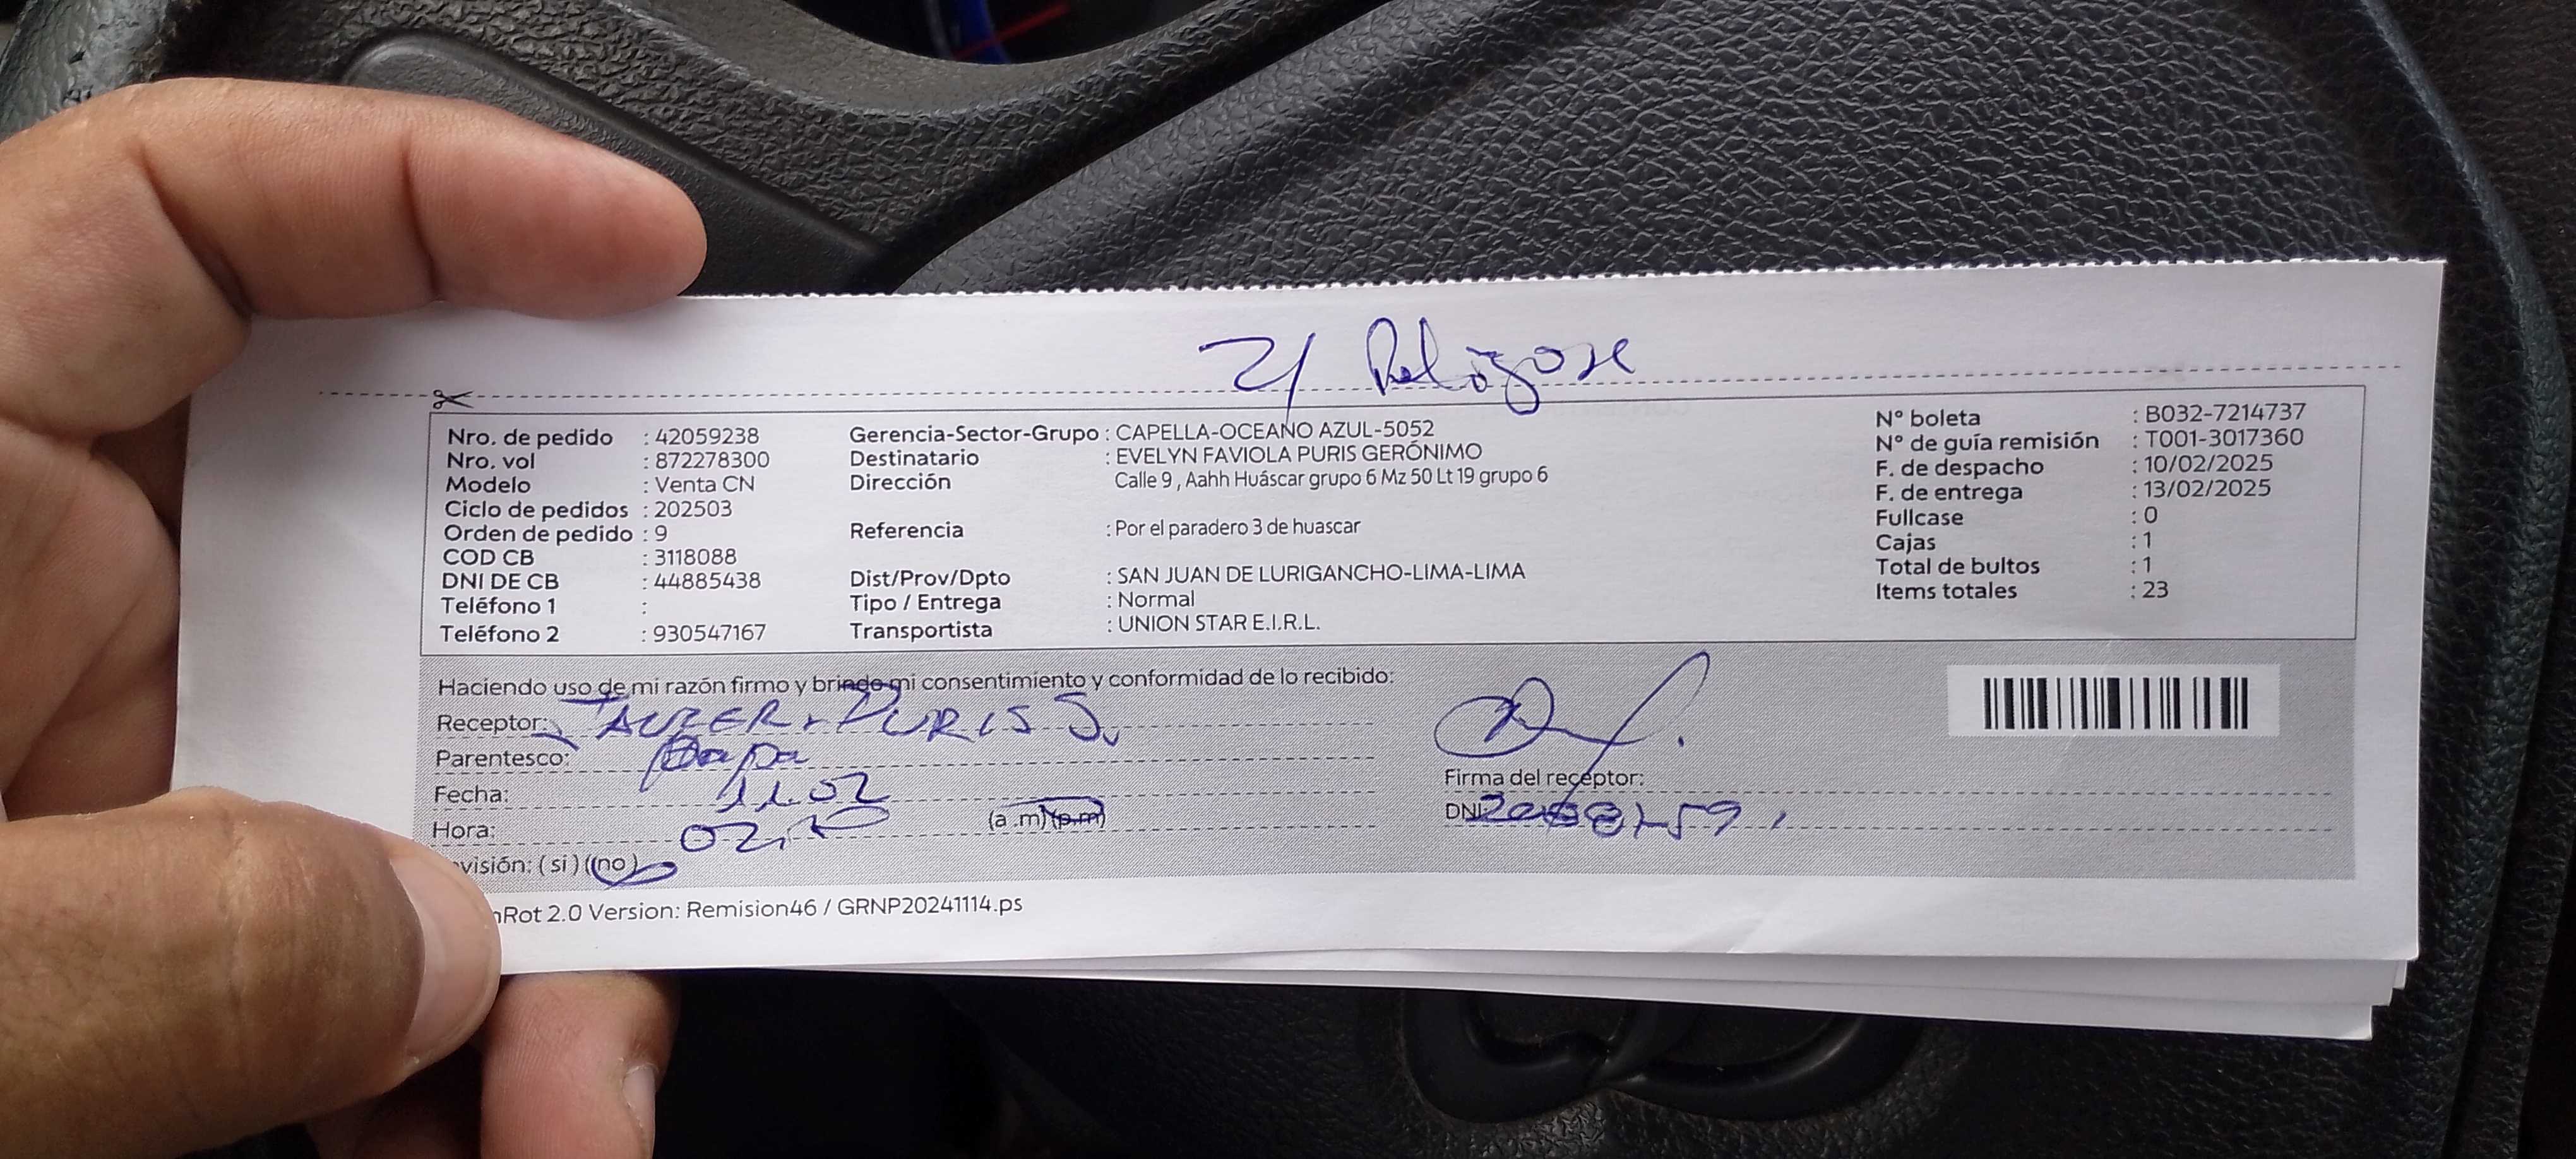 Nro. de pedido : 42059238
Nro. vol : 872278300
Modelo : Venta CN
Ciclo de pedidos : 202503
Orden de pedido : 9
COD CB : 3118088
DNI DE CB : 44885438
Teléfono 1 :
Teléfono 2 : 930547167
Gerencia-Sector-Grupo : CAPELLA-OCEANO AZUL-5052
Destinatario : EVELYN FAVIOLA PURIS GERÓNIMO
Dirección Calle 9 , Aahh Huáscar grupo 6 Mz 50 Lt 19 grupo 6
Referencia : Por el paradero 3 de huascar
Dist/Prov/Dpto : SAN JUAN DE LURIGANCHO-LIMA-LIMA
Tipo / Entrega : Normal
Transportista : UNION STAR E.I.R.L.
N° boleta : B032-7214737
N° de guía remisión : T001-3017360
F. de despacho : 10/02/2025
F. de entrega : 13/02/2025
Fullcase : 0
Cajas : 1
Total de bultos : 1
Items totales : 23
Haciendo uso de mi razón firmo y brindo mi consentimiento y conformidad de lo recibido:
Receptor: PURIS
Parentesco: papa
Fecha: 11.02
Hora: (a .m) (p.m)
visión: ( si ) (no)
Firma del receptor:
DNI:
nRot 2.0 Version: Remision46 / GRNP20241114.ps